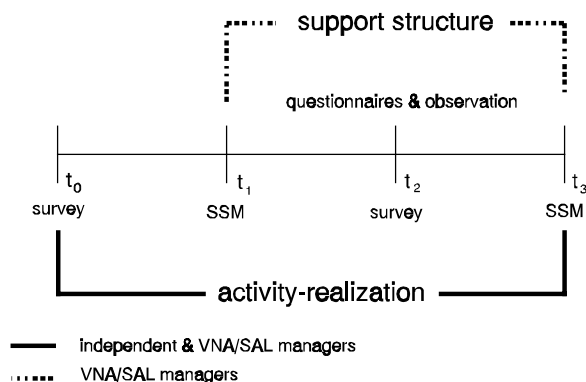 support structure
questionnaires & observation
t0 t1 t2 t3
survey SSM survey SSM
activity-realization
independent & VNA/SAL managers
VNA/SAL managers